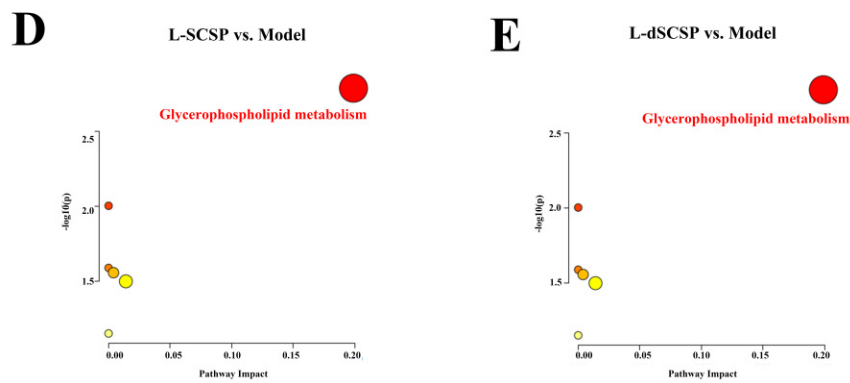 D
L-SCSP vs. Model
Glycerophospholipid metabolism
2.5
2.0
1.5
-log10(p)
0.00 0.05 0.10 0.15 0.20
Pathway Impact
E
L-dSCSP vs. Model
Glycerophospholipid metabolism
2.5
2.0
1.5
-log10(p)
0.00 0.05 0.10 0.15 0.20
Pathway Impact